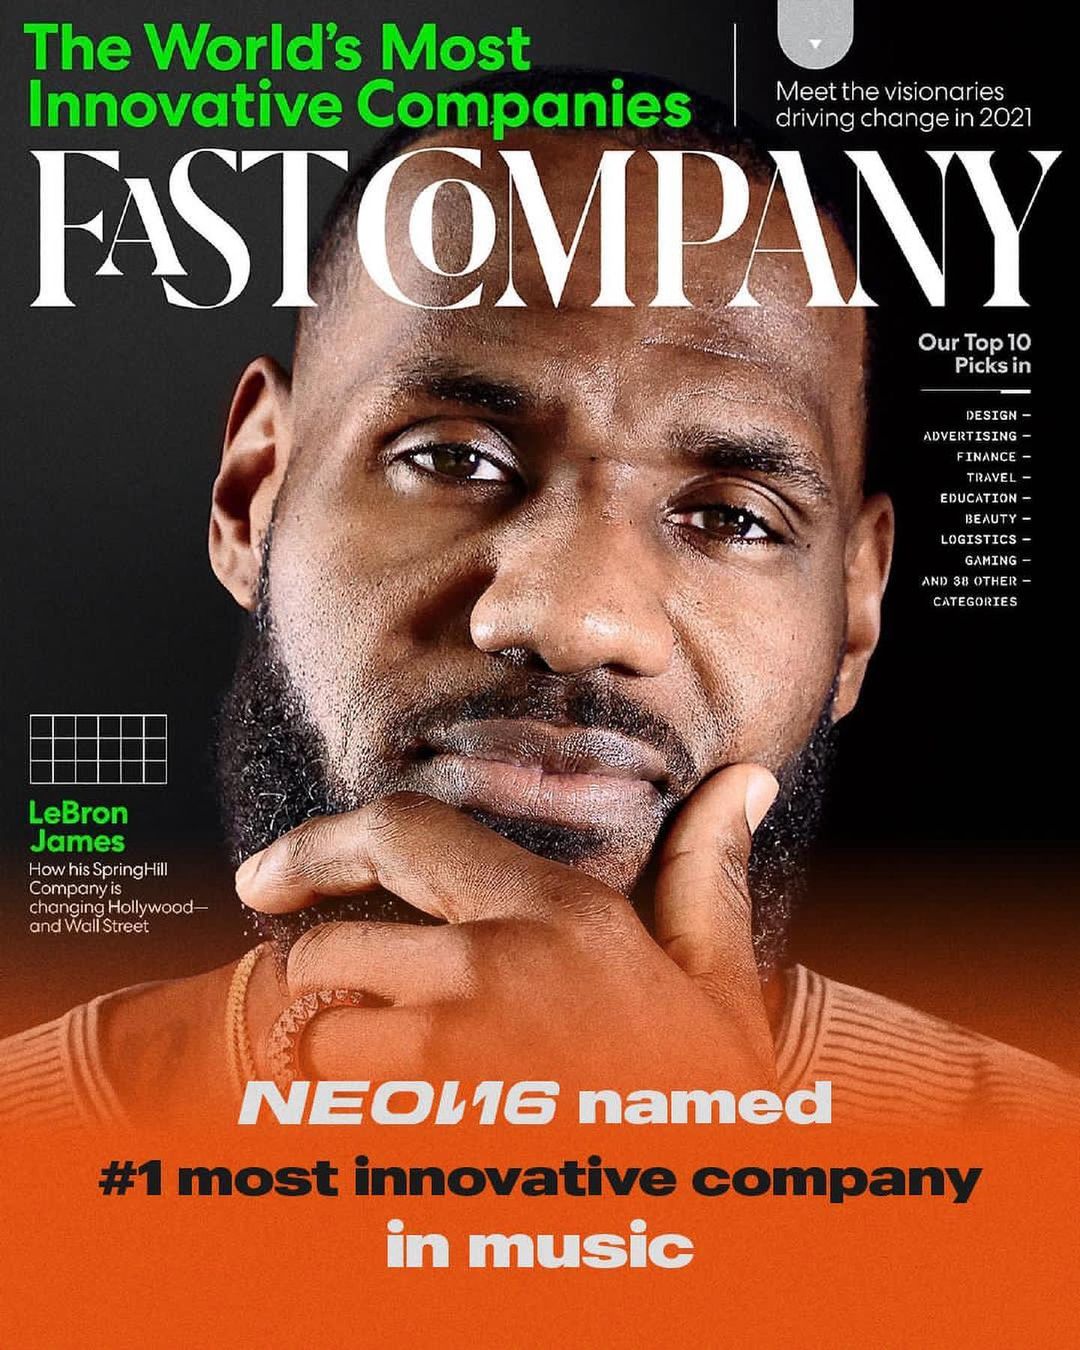 The World's Most
Innovative Companies
Meet the visionaries
driving change in 2021
FAST COMPANY
Our Top 10
Picks in
DESIGN –
ADVERTISING –
FINANCE –
TRAVEL –
EDUCATION –
BEAUTY –
LOGISTICS –
GAMING –
AND 38 OTHER –
CATEGORIES
LeBron
James
How his SpringHill
Company is
changing Hollywood—
and Wall Street
named
#1 most innovative company
in music